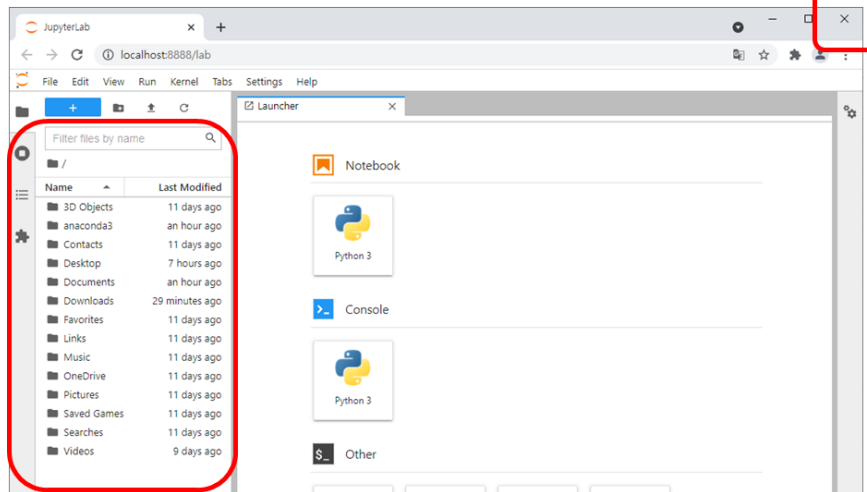 JupyterLab
localhost:8888/lab
File Edit View Run Kernel Tabs Settings Help
Launcher
Filter files by name
/
Name Last Modified
3D Objects 11 days ago
anaconda3 an hour ago
Contacts 11 days ago
Desktop 7 hours ago
Documents an hour ago
Downloads 29 minutes ago
Favorites 11 days ago
Links 11 days ago
Music 11 days ago
OneDrive 11 days ago
Pictures 11 days ago
Saved Games 11 days ago
Searches 11 days ago
Videos 9 days ago
Notebook
Python 3
Console
Python 3
$_ Other